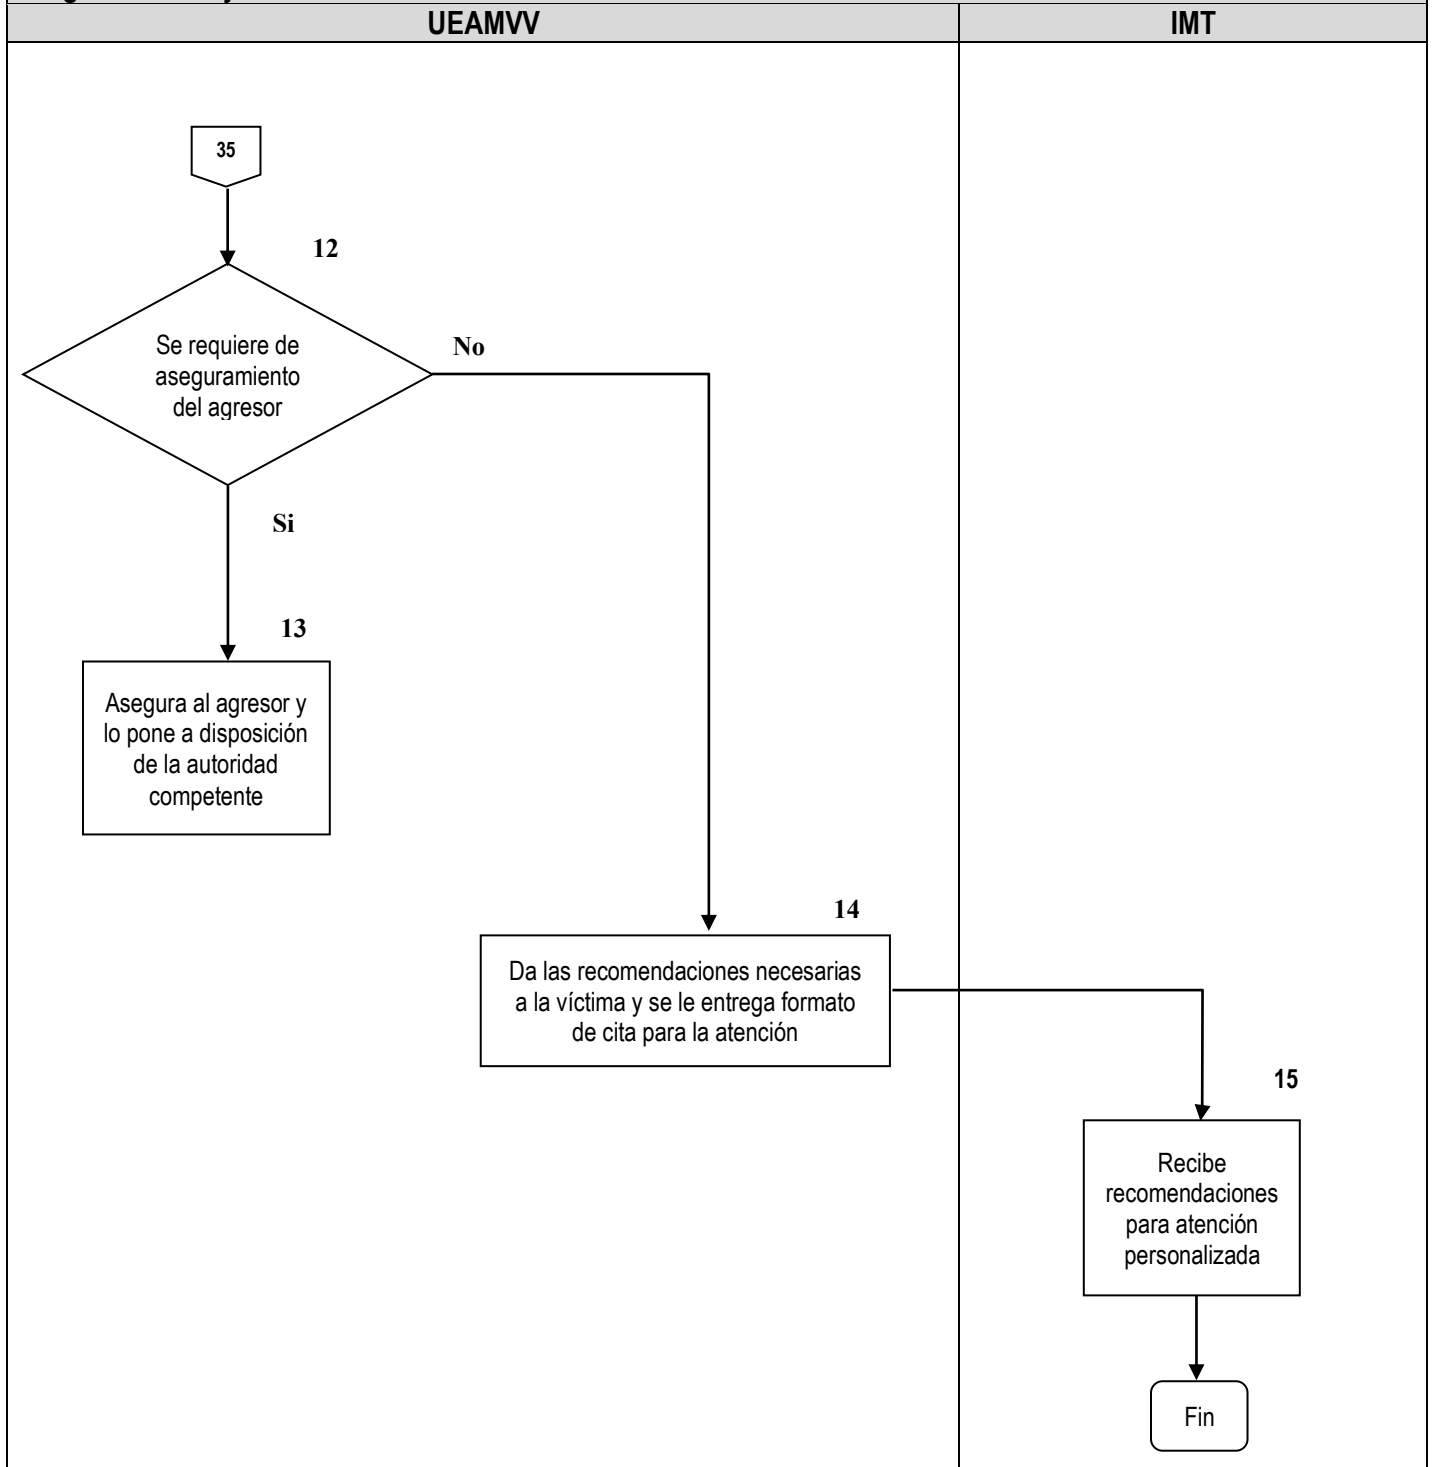 UEAMVV
IMT
35
12
Se requiere de
aseguramiento
del agresor
No
Si
13
Asegura al agresor y
lo pone a disposición
de la autoridad
competente
14
Da las recomendaciones necesarias
a la víctima y se le entrega formato
de cita para la atención
15
Recibe
recomendaciones
para atención
personalizada
Fin